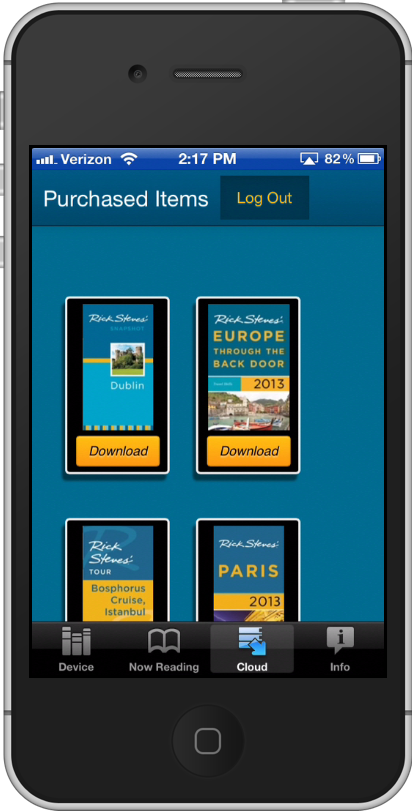 Verizon 2:17 PM 82%
Purchased Items Log Out
Rick Steves'
SNAPSHOT
Dublin
Download
Rick Steves'
EUROPE
THROUGH THE
BACK DOOR
2013
Download
Rick
Steves'
TOUR
Bosphorus
Cruise,
Istanbul
Rick Steves'
PARIS
2013
Device Now Reading Cloud Info